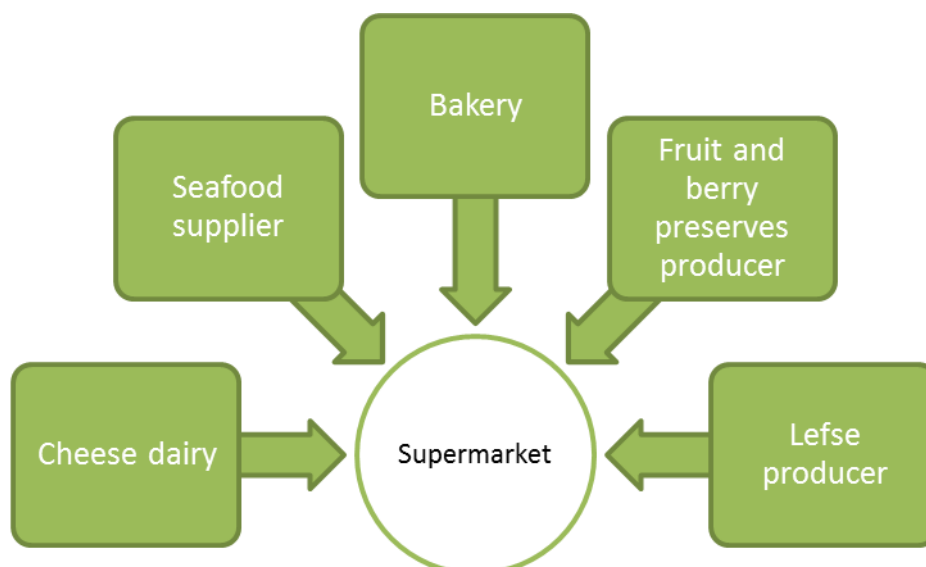 Bakery
Seafood
supplier
Fruit and
berry
preserves
producer
Cheese dairy
Supermarket
Lefse
producer